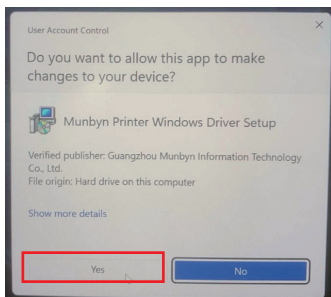 User Account Control
Do you want to allow this app to make
changes to your device?
Munbyn Printer Windows Driver Setup
Verified publisher: Guangzhou Munbyn Information Technology
Co., Ltd.
File origin: Hard drive on this computer
Show more details
Yes
No